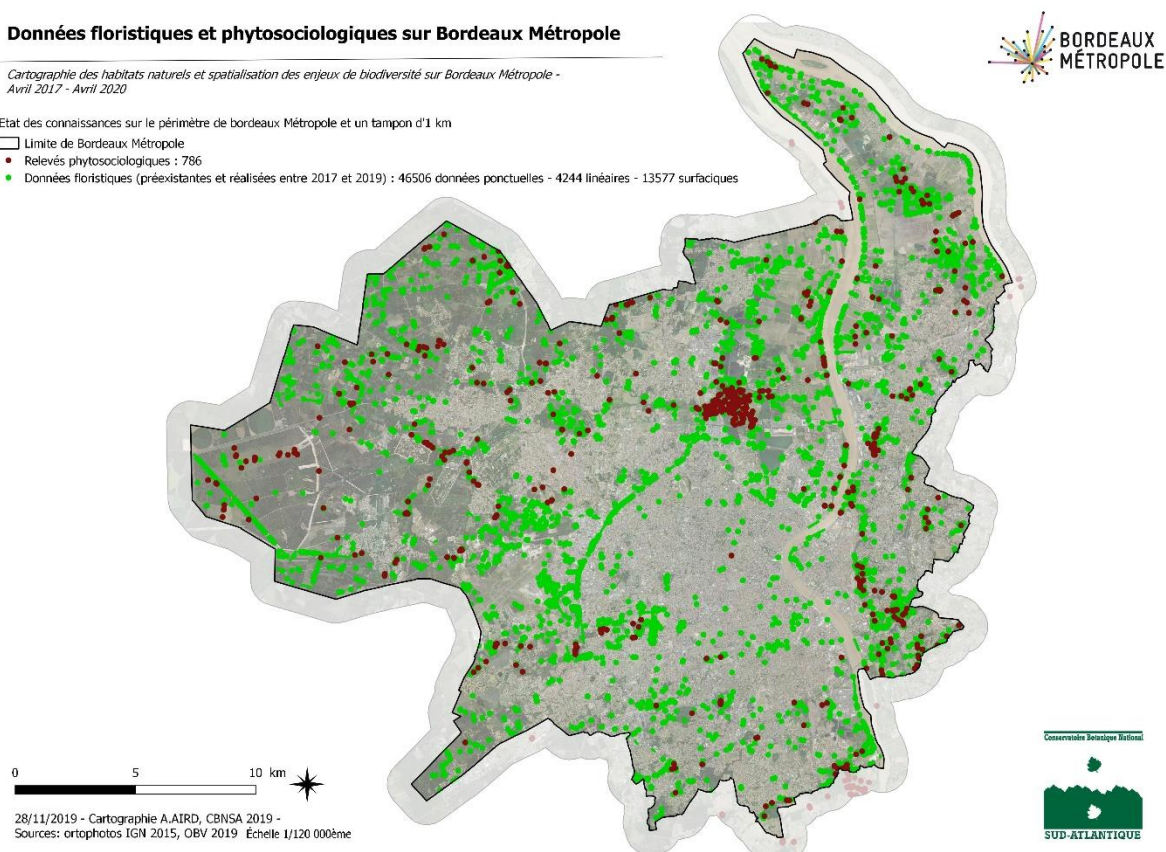 Données floristiques et phytosociologiques sur Bordeaux Métropole
BORDEAUX
MÉTROPOLE
Cartographie des habitats naturels et spatialisation des enjeux de biodiversité sur Bordeaux Métropole -
Avril 2017 - Avril 2020
Etat des connaissances sur le périmètre de bordeaux Métropole et un tampon d'1 km
Limite de Bordeaux Métropole
Relevés phytosociologiques : 786
Données floristiques (préexistantes et réalisées entre 2017 et 2019) : 46506 données ponctuelles - 4244 linéaires - 13577 surfaciques
0 5 10 km
28/11/2019 - Cartographie A.AIRD, CBNSA 2019 -
Sources: ortophotos IGN 2015, OBV 2019 Échelle 1/120 000ème
Conservatoire Botanique National
SUD-ATLANTIQUE